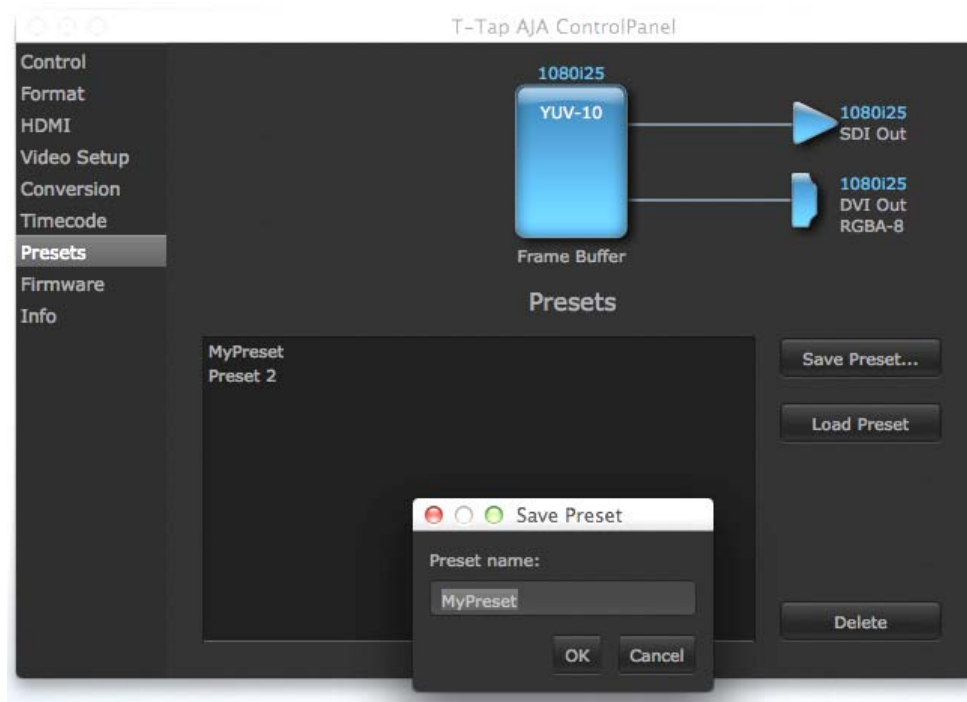 T-Tap AJA ControlPanel
Control
Format
HDMI
Video Setup
Conversion
Timecode
Presets
Firmware
Info
1080i25
YUV-10
Frame Buffer
1080i25
SDI Out
1080i25
DVI Out
RGBA-8
Presets
MyPreset
Preset 2
Save Preset...
Load Preset
Delete
Save Preset
Preset name:
MyPreset
OK
Cancel